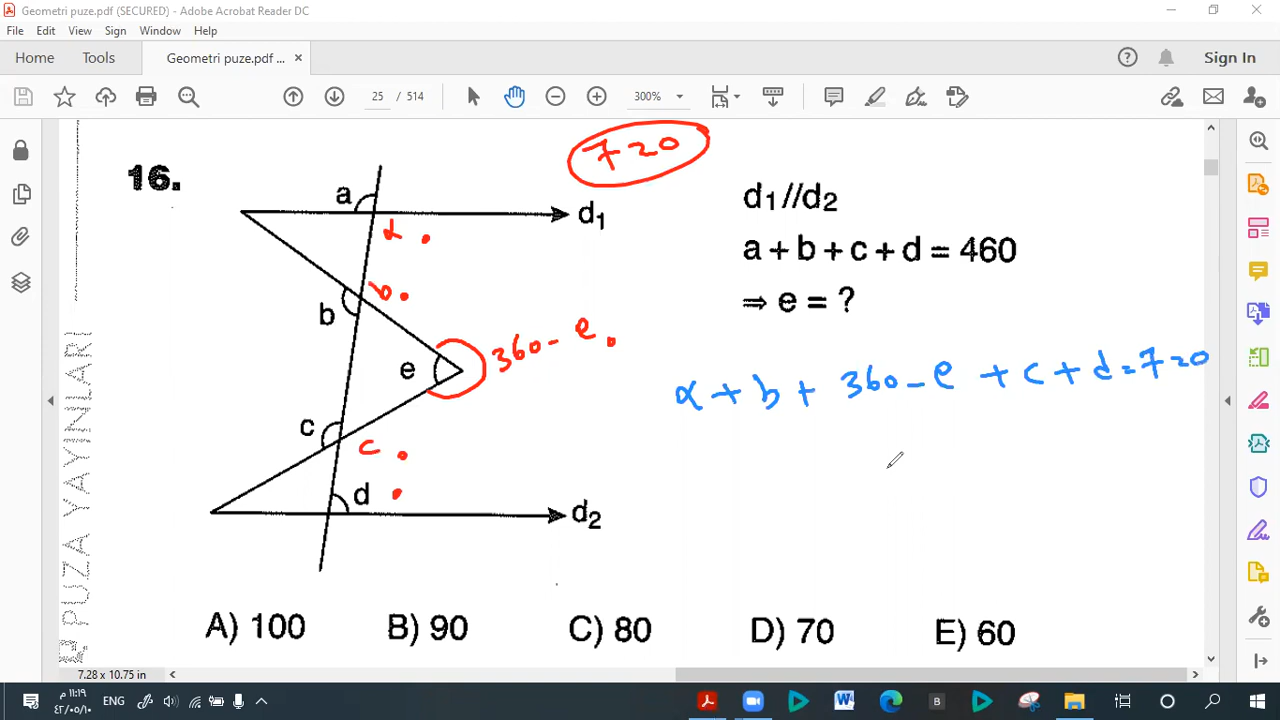 Geometri puze.pdf (SECURED) - Adobe Acrobat Reader DC
File Edit View Sign Window Help
Home Tools Geometri puze.pdf ... × Sign In
25 / 514 300%
720
16.
a
d1
α
d1//d2
a + b + c + d = 460
⇒ e = ?
b
b
e
360 - e
α + b + 360 - e + c + d = 720
c
c
d
d2
PUZA YAYINLARI
A) 100 B) 90 C) 80 D) 70 E) 60
7.28 x 10.75 in
ENG